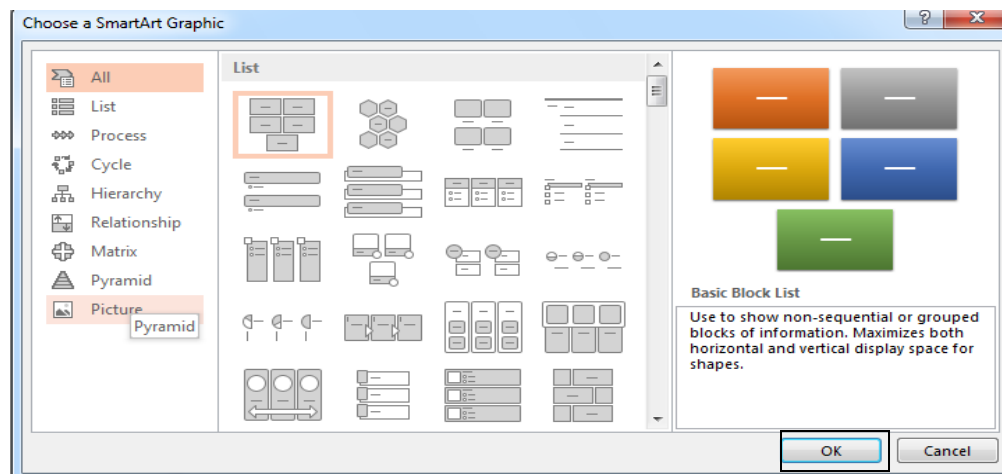 Choose a SmartArt Graphic
?
X
All
List
Process
Cycle
Hierarchy
Relationship
Matrix
Pyramid
Picture
Pyramid
List
Basic Block List
Use to show non-sequential or grouped
blocks of information. Maximizes both
horizontal and vertical display space for
shapes.
OK
Cancel